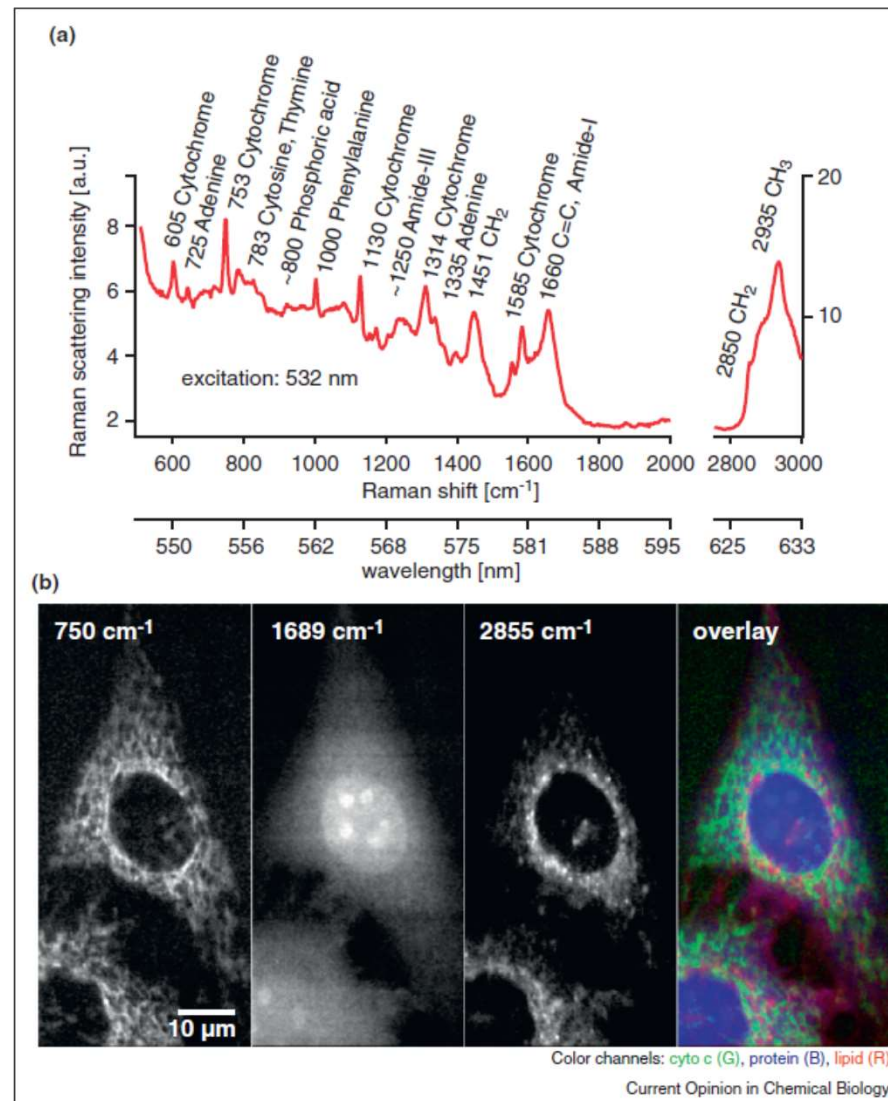 (a)
Raman scattering intensity [a.u.]
605 Cytochrome
725 Adenine
753 Cytochrome
783 Cytosine, Thymine
~800 Phosphoric acid
1000 Phenylalanine
1130 Cytochrome
~1250 Amide-III
1314 Cytochrome
1335 Adenine
1451 CH2
1585 Cytochrome
1660 C=C, Amide-I
2850 CH2
2935 CH3
8
6
4
2
20
10
excitation: 532 nm
600 800 1000 1200 1400 1600 1800 2000 2800 3000
Raman shift [cm-1]
550 556 562 568 575 581 588 595 625 633
wavelength [nm]
(b)
750 cm-1 1689 cm-1 2855 cm-1 overlay
10 µm
Color channels: cyto c (G), protein (B), lipid (R)
Current Opinion in Chemical Biology